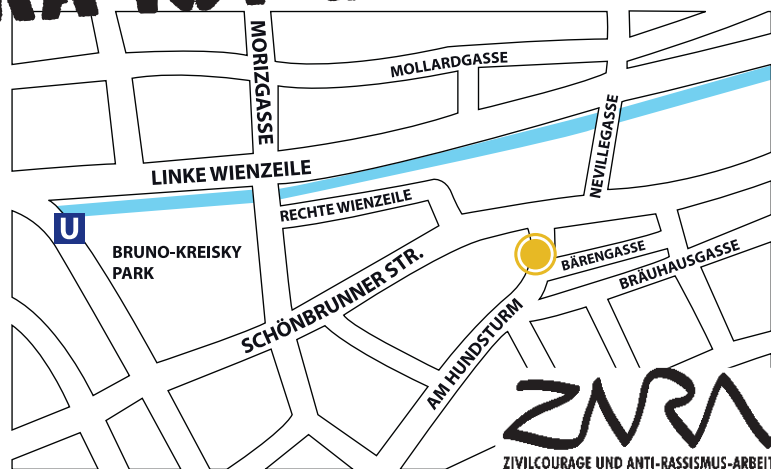 MORIZGASSE
MOLLARDGASSE
NEVILLEGASSE
LINKE WIENZEILE
RECHTE WIENZEILE
U
BRUNO-KREISKY
PARK
SCHÖNBRUNNER STR.
BÄRENGASSE
BRÄUHAUSGASSE
AM HUNDSTURM
ZARA
ZIVILCOURAGE UND ANTI-RASSISMUS-ARBEIT